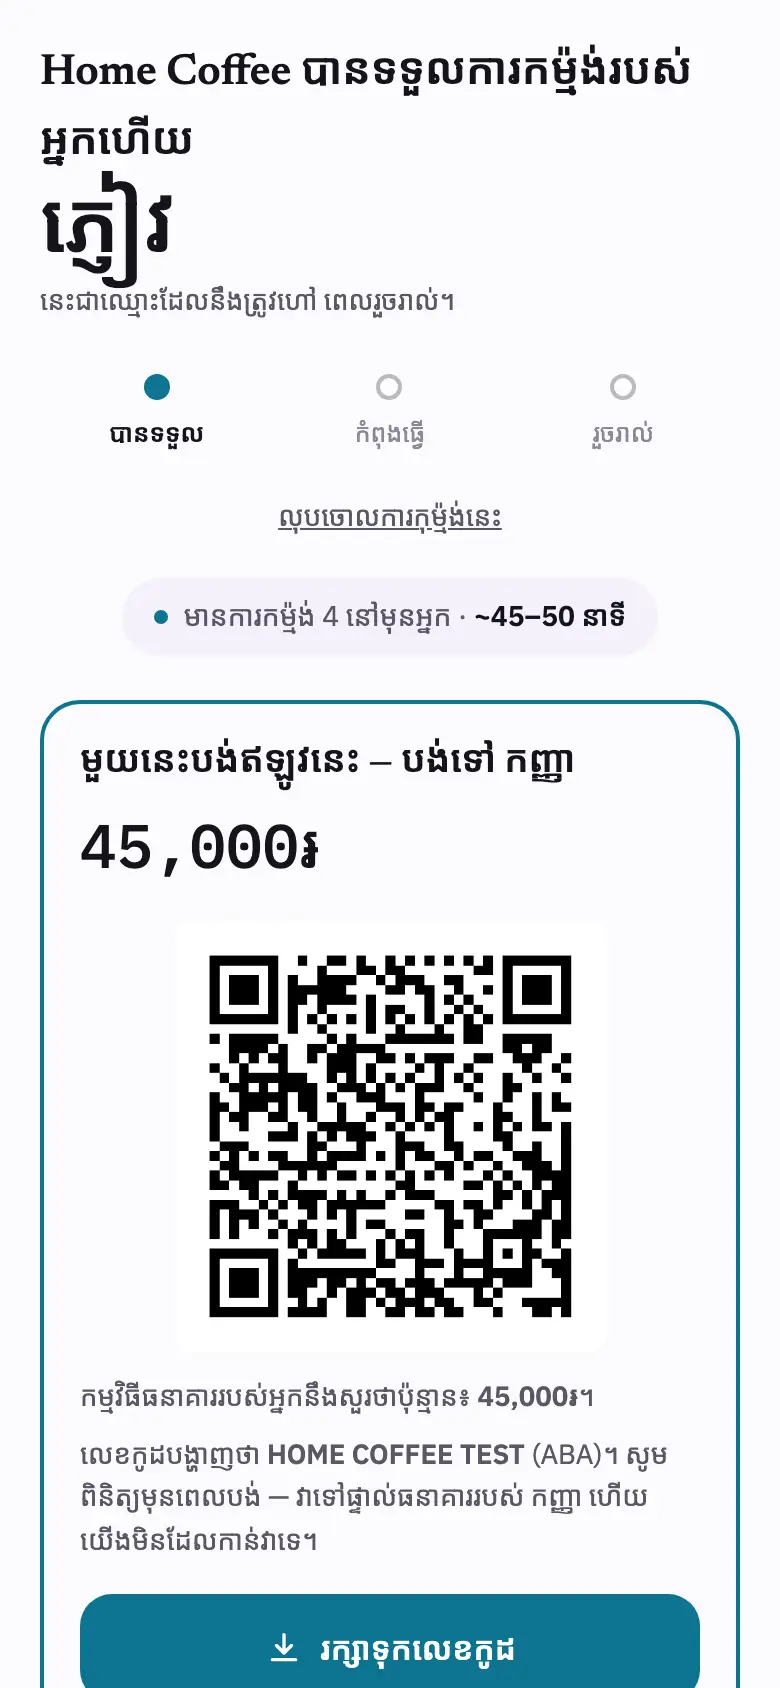 Home Coffee បានទទួលការកម្ម៉ង់របស់
អ្នកហើយ
ភ្ញៀវ
នេះជាឈ្មោះដែលនឹងត្រូវហៅ ពេលរួចរាល់។
បានទទួល
កំពុងធ្វើ
រួចរាល់
លុបចោលការកុម្ម៉ង់នេះ
មានការកម្ម៉ង់ 4 នៅមុនអ្នក · ~45–50 នាទី
មួយនេះបង់ឥឡូវនេះ — បង់ទៅ កញ្ញា
45,000៛
កម្មវិធីធនាគាររបស់អ្នកនឹងសួរថាប៉ុន្មាន៖ 45,000៛។
លេខកូដបង្ហាញថា HOME COFFEE TEST (ABA)។ សូម
ពិនិត្យមុនពេលបង់ — វាទៅផ្ទាល់ធនាគាររបស់ កញ្ញា ហើយ
យើងមិនដែលកាន់វាទេ។
រក្សាទុកលេខកូដ